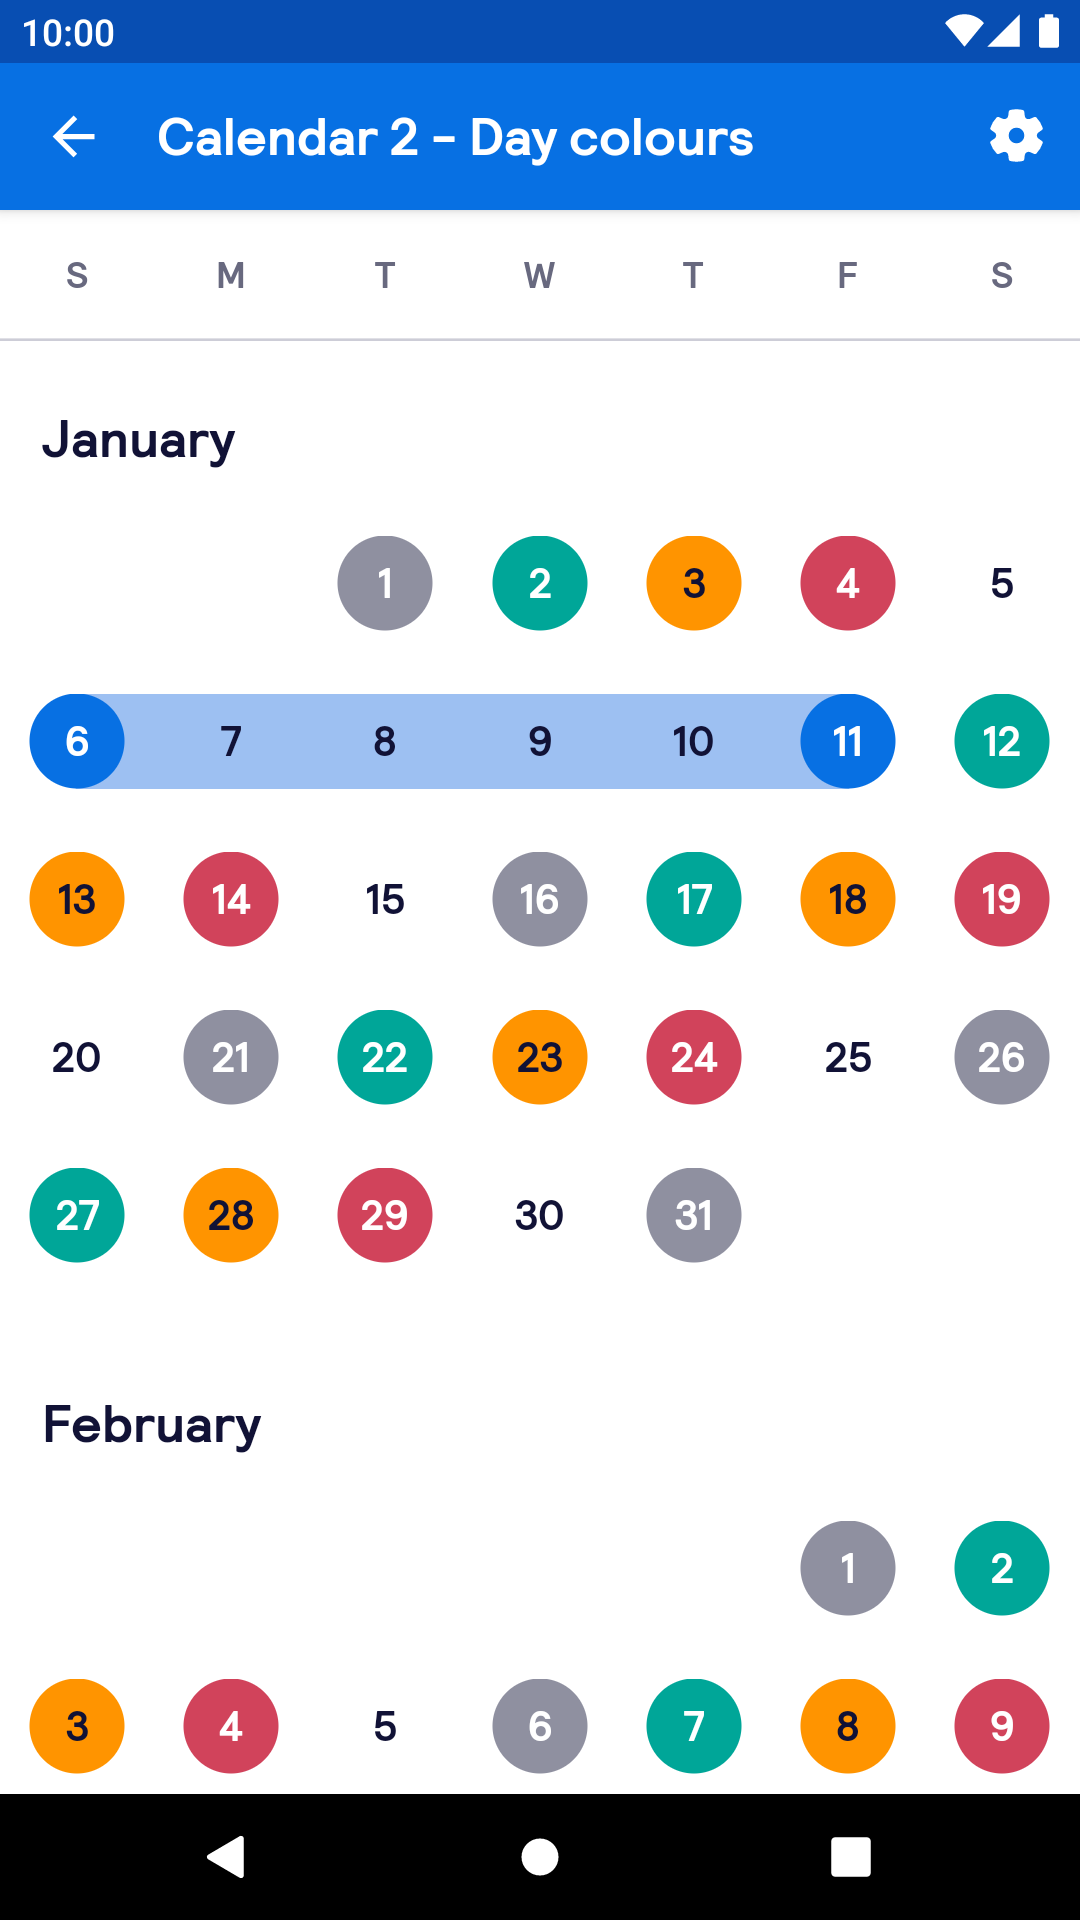 10:00
Calendar 2 – Day colours
S M T W T F S
January
1 2 3 4 5
6 7 8 9 10 11 12
13 14 15 16 17 18 19
20 21 22 23 24 25 26
27 28 29 30 31
February
1 2
3 4 5 6 7 8 9